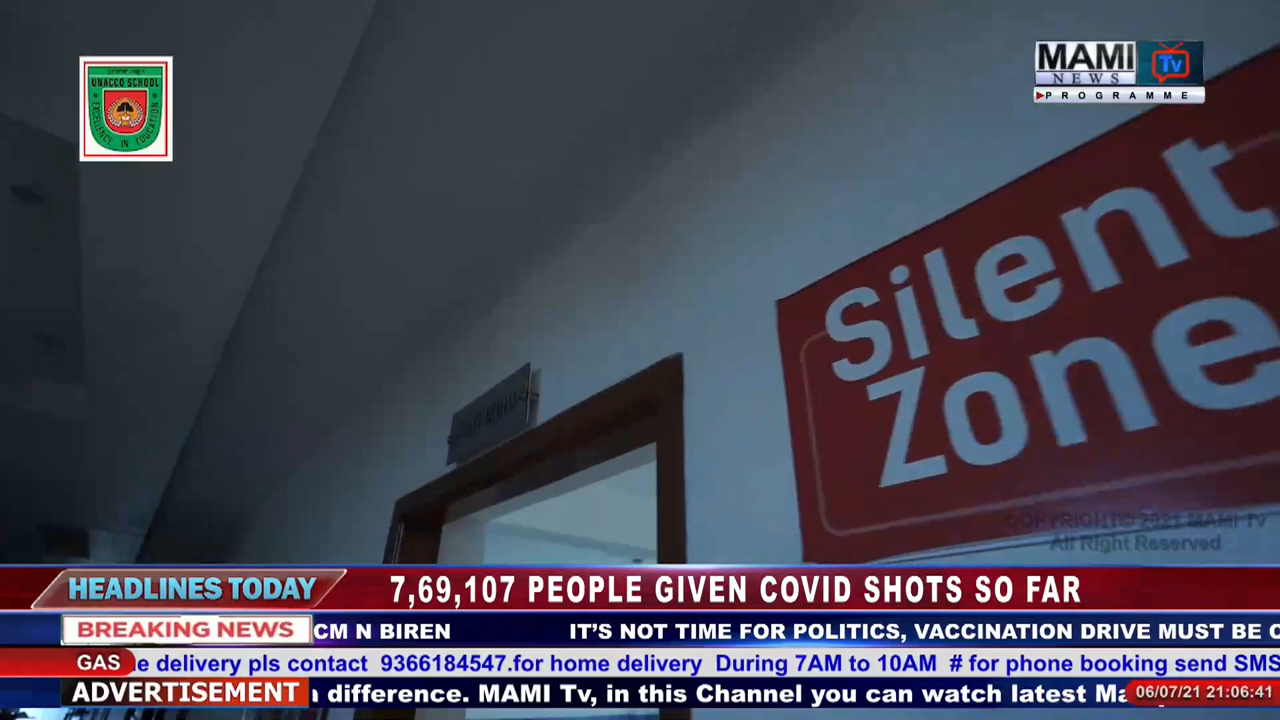 UNACCO SCHOOL
EXCELLENCE IN EDUCATION
MAMI Tv
NEWS
PROGRAMME
Silent
Zone
COPYRIGHT© 2021 MAMI Tv
All Right Reserved
HEADLINES TODAY 7,69,107 PEOPLE GIVEN COVID SHOTS SO FAR
BREAKING NEWS CM N BIREN IT'S NOT TIME FOR POLITICS, VACCINATION DRIVE MUST BE
GAS e delivery pls contact 9366184547.for home delivery During 7AM to 10AM # for phone booking send SMS
ADVERTISEMENT difference. MAMI Tv, in this Channel you can watch latest Ma 06/07/21 21:06:41